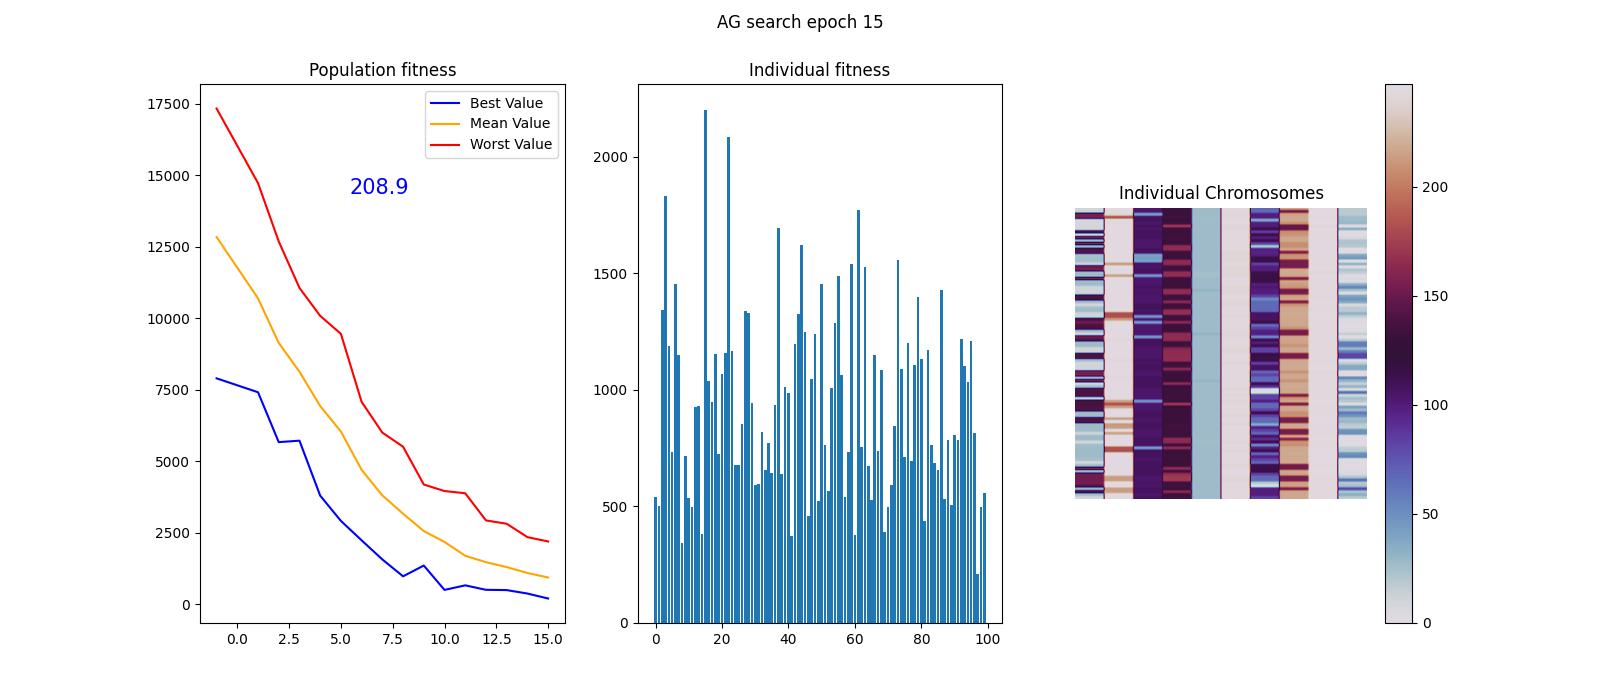 AG search epoch 15
Population fitness
17500
15000
12500
10000
7500
5000
2500
0
0.0 2.5 5.0 7.5 10.0 12.5 15.0
Best Value
Mean Value
Worst Value
208.9
Individual fitness
2000
1500
1000
500
0
0 20 40 60 80 100
Individual Chromosomes
200
150
100
50
0